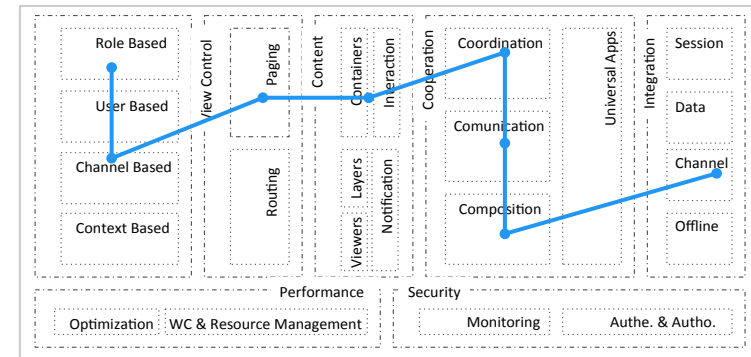 Role Based
User Based
Channel Based
Context Based
View Control
Paging
Routing
Content
Containers
Interaction
Layers
Viewers
Notification
Cooperation
Coordination
Comunication
Composition
Universal Apps
Integration
Session
Data
Channel
Offline
Performance
Optimization
WC & Resource Management
Security
Monitoring
Authe. & Autho.